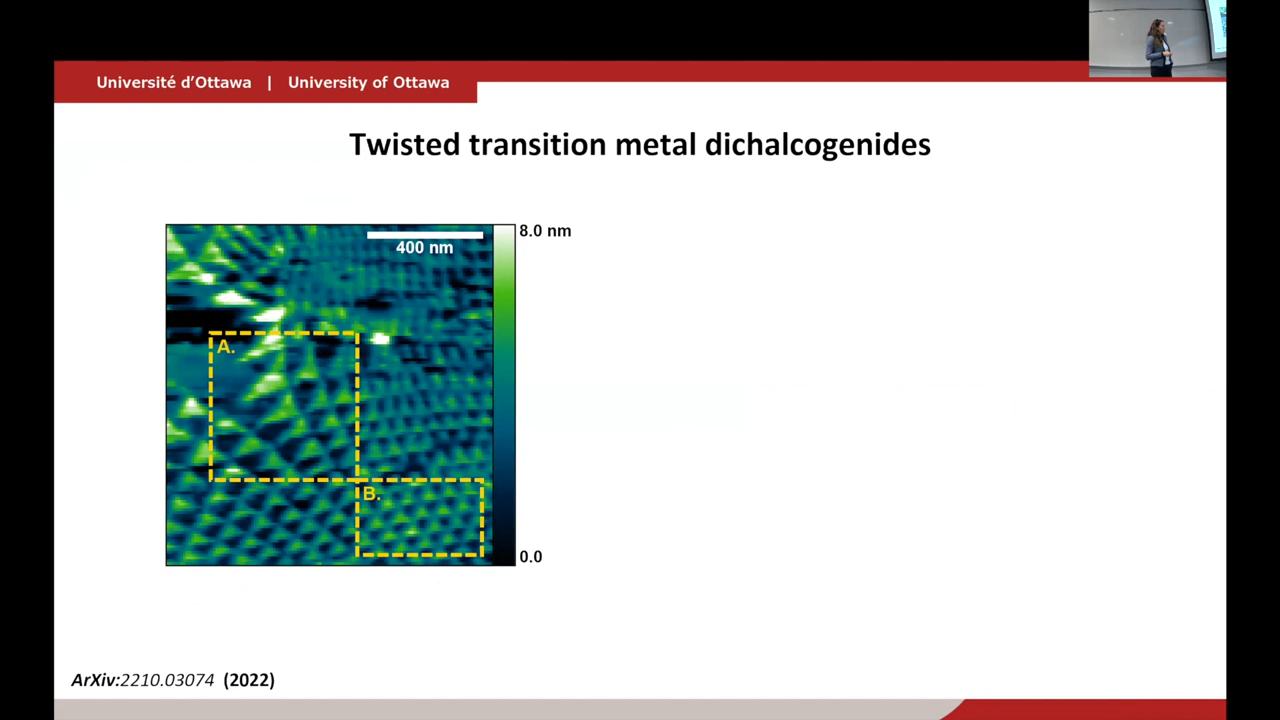 Université d'Ottawa | University of Ottawa
Twisted transition metal dichalcogenides
8.0 nm
400 nm
A.
B.
0.0
ArXiv:2210.03074 (2022)